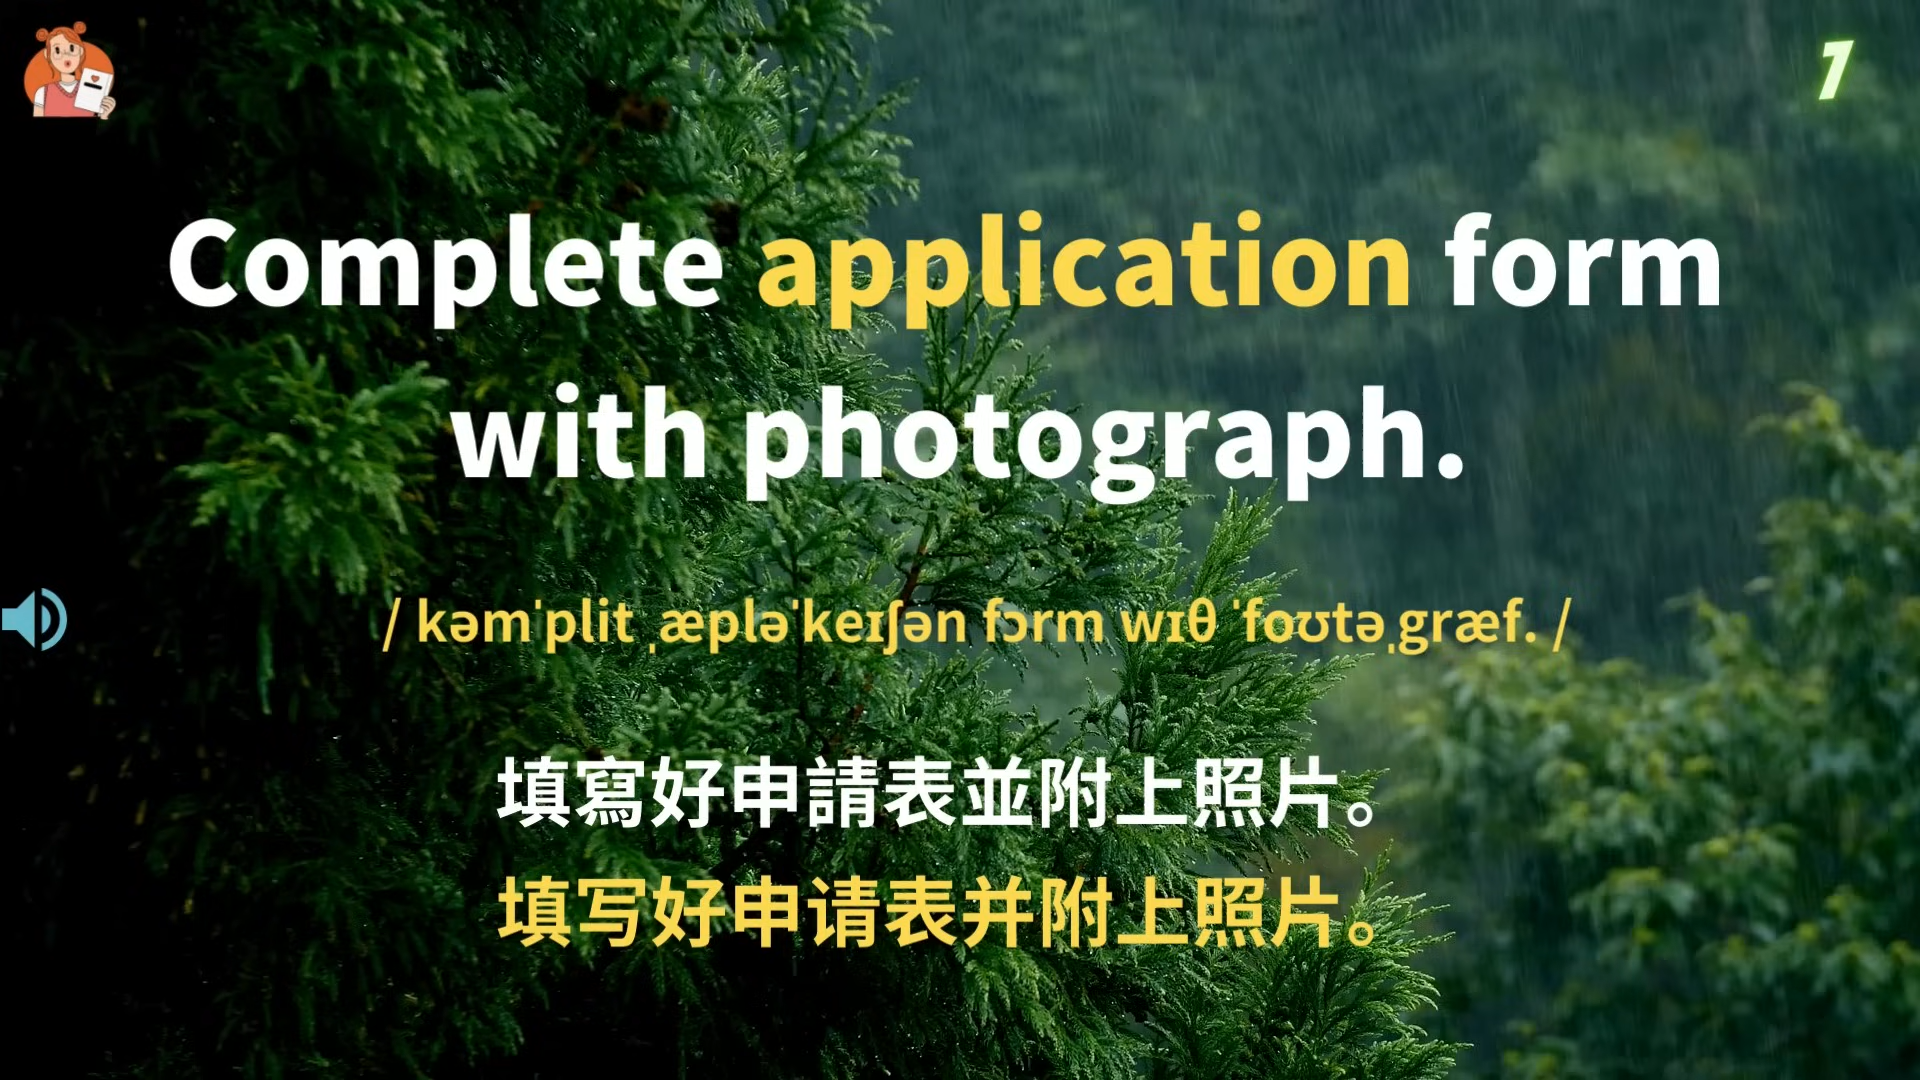 7
Complete application form
with photograph.
/ kəmˈplit ˌæpləˈkeɪʃən fɔrm wɪθ ˈfoʊtəˌgræf. /
填寫好申請表並附上照片。
填写好申请表并附上照片。